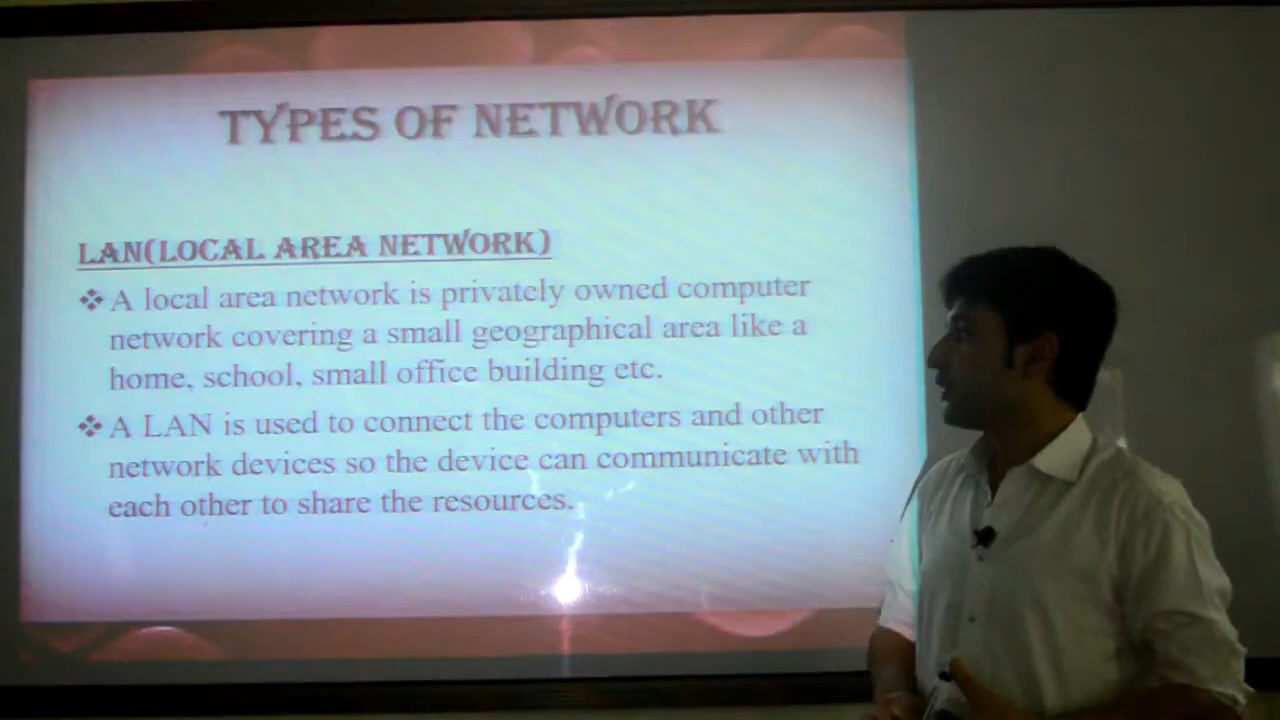 TYPES OF NETWORK
LAN(LOCAL AREA NETWORK)
❖ A local area network is privately owned computer
network covering a small geographical area like a
home, school, small office building etc.
❖ A LAN is used to connect the computers and other
network devices so the device can communicate with
each other to share the resources.